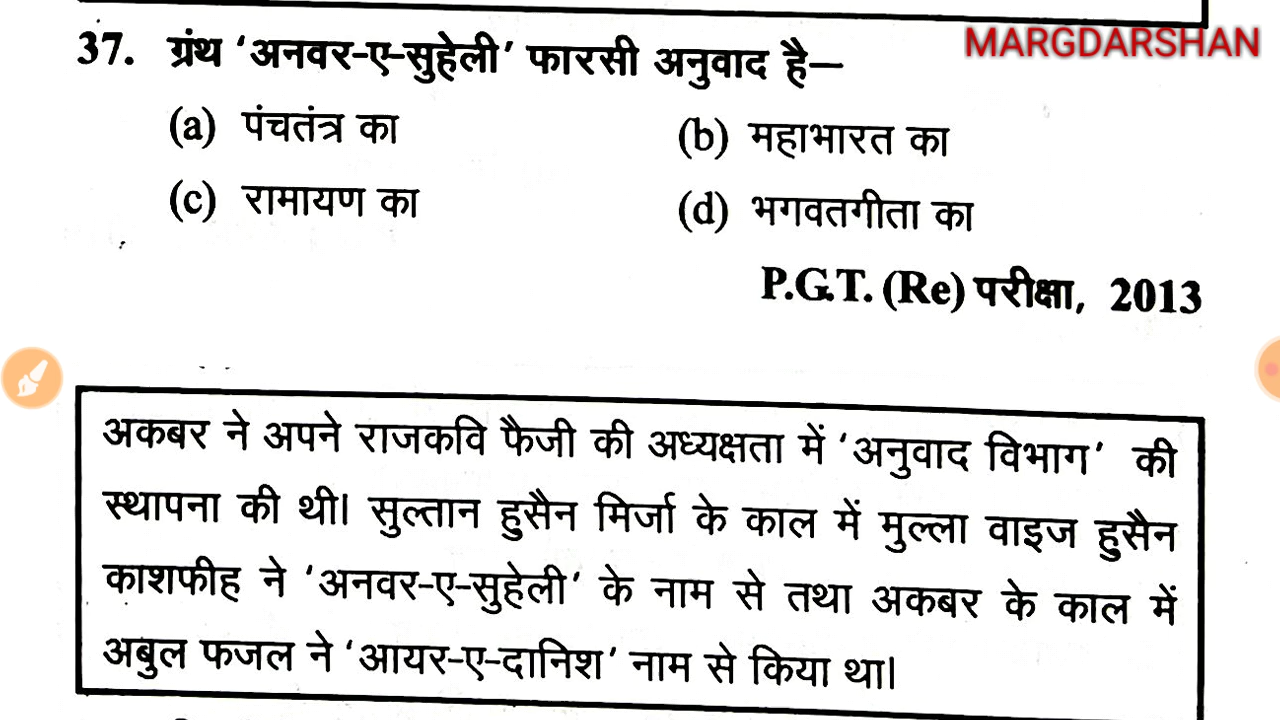 MARGDARSHAN
37. ग्रंथ ‘अनवर-ए-सुहेली’ फारसी अनुवाद है—
(a) पंचतंत्र का (b) महाभारत का
(c) रामायण का (d) भगवतगीता का
P.G.T. (Re) परीक्षा, 2013
अकबर ने अपने राजकवि फैजी की अध्यक्षता में ‘अनुवाद विभाग’ की
स्थापना की थी। सुल्तान हुसैन मिर्जा के काल में मुल्ला वाइज हुसैन
काशफीह ने ‘अनवर-ए-सुहेली’ के नाम से तथा अकबर के काल में
अबुल फजल ने ‘आयर-ए-दानिश’ नाम से किया था।